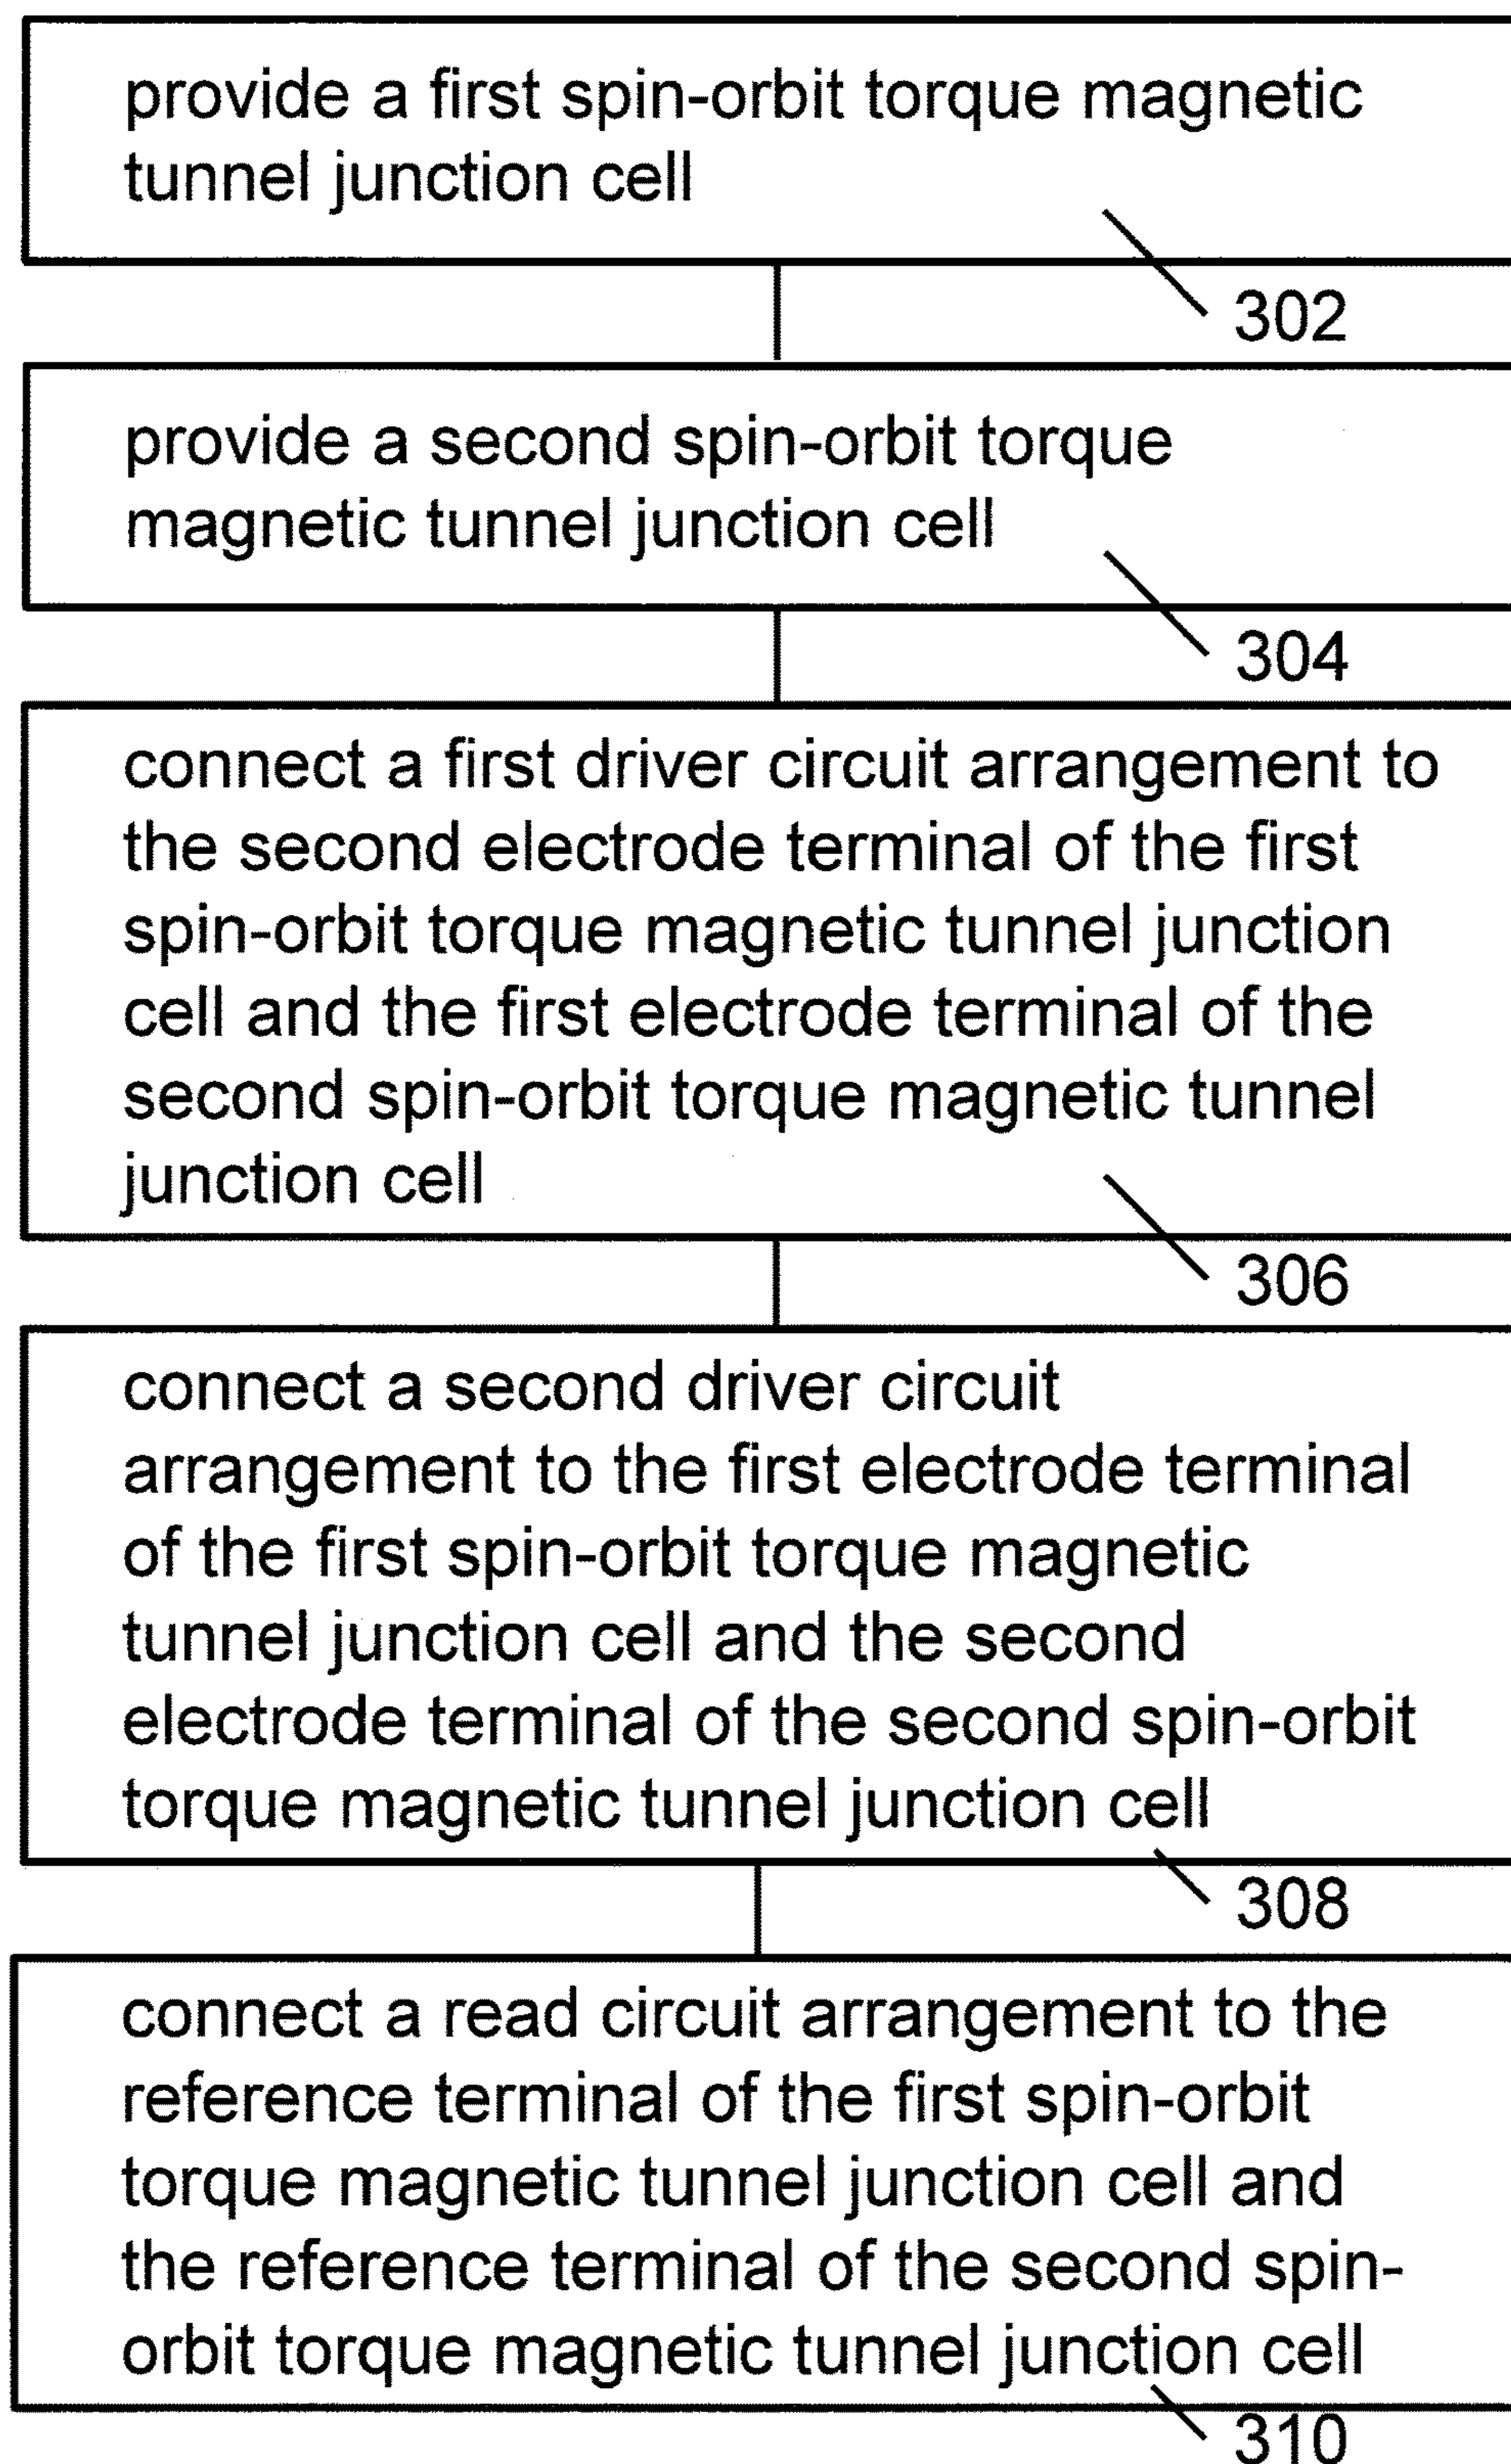 provide a first spin-orbit torque magnetic
tunnel junction cell
302
provide a second spin-orbit torque
magnetic tunnel junction cell
304
connect a first driver circuit arrangement to
the second electrode terminal of the first
spin-orbit torque magnetic tunnel junction
cell and the first electrode terminal of the
second spin-orbit torque magnetic tunnel
junction cell
306
connect a second driver circuit
arrangement to the first electrode terminal
of the first spin-orbit torque magnetic
tunnel junction cell and the second
electrode terminal of the second spin-orbit
torque magnetic tunnel junction cell
308
connect a read circuit arrangement to the
reference terminal of the first spin-orbit
torque magnetic tunnel junction cell and
the reference terminal of the second spin-
orbit torque magnetic tunnel junction cell
310